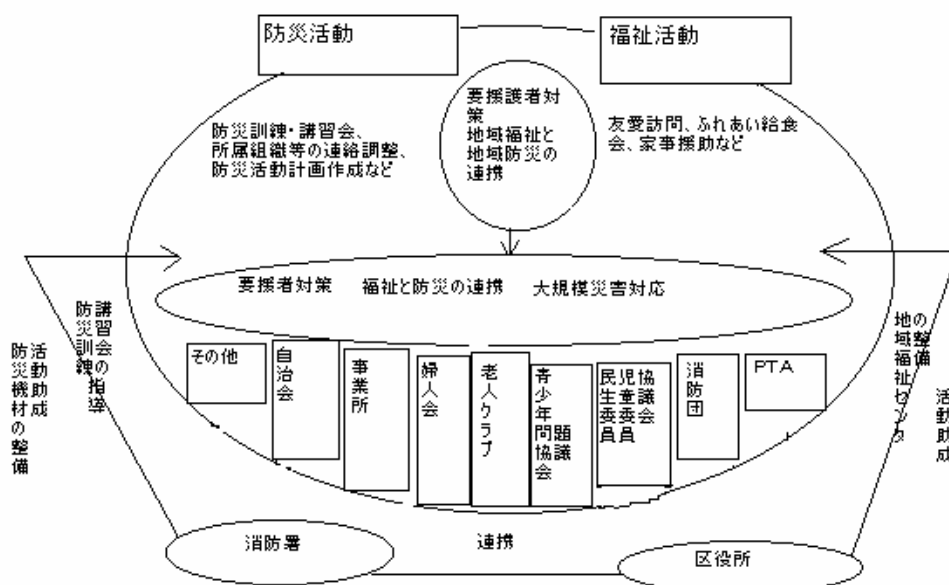 防災活動
福祉活動
要援護者対
策
地域福祉と
地域防災の
連携
防災訓練・講習会、
所属組織等の連絡調整、
防災活動計画作成など
友愛訪問、ふれあい給食
会、家事援助など
要援者対策 福祉と防災の連携 大規模災害対応
その他
自治会
事業所
婦人会
老人クラブ
青少年問題
協議会
民生委員
児童委員
協議会
消防団
PTA
講習会の指導
防災訓練
活動助成
防災機材の整備
の整備
地域福祉センタ
活動助成
消防署
連携
区役所